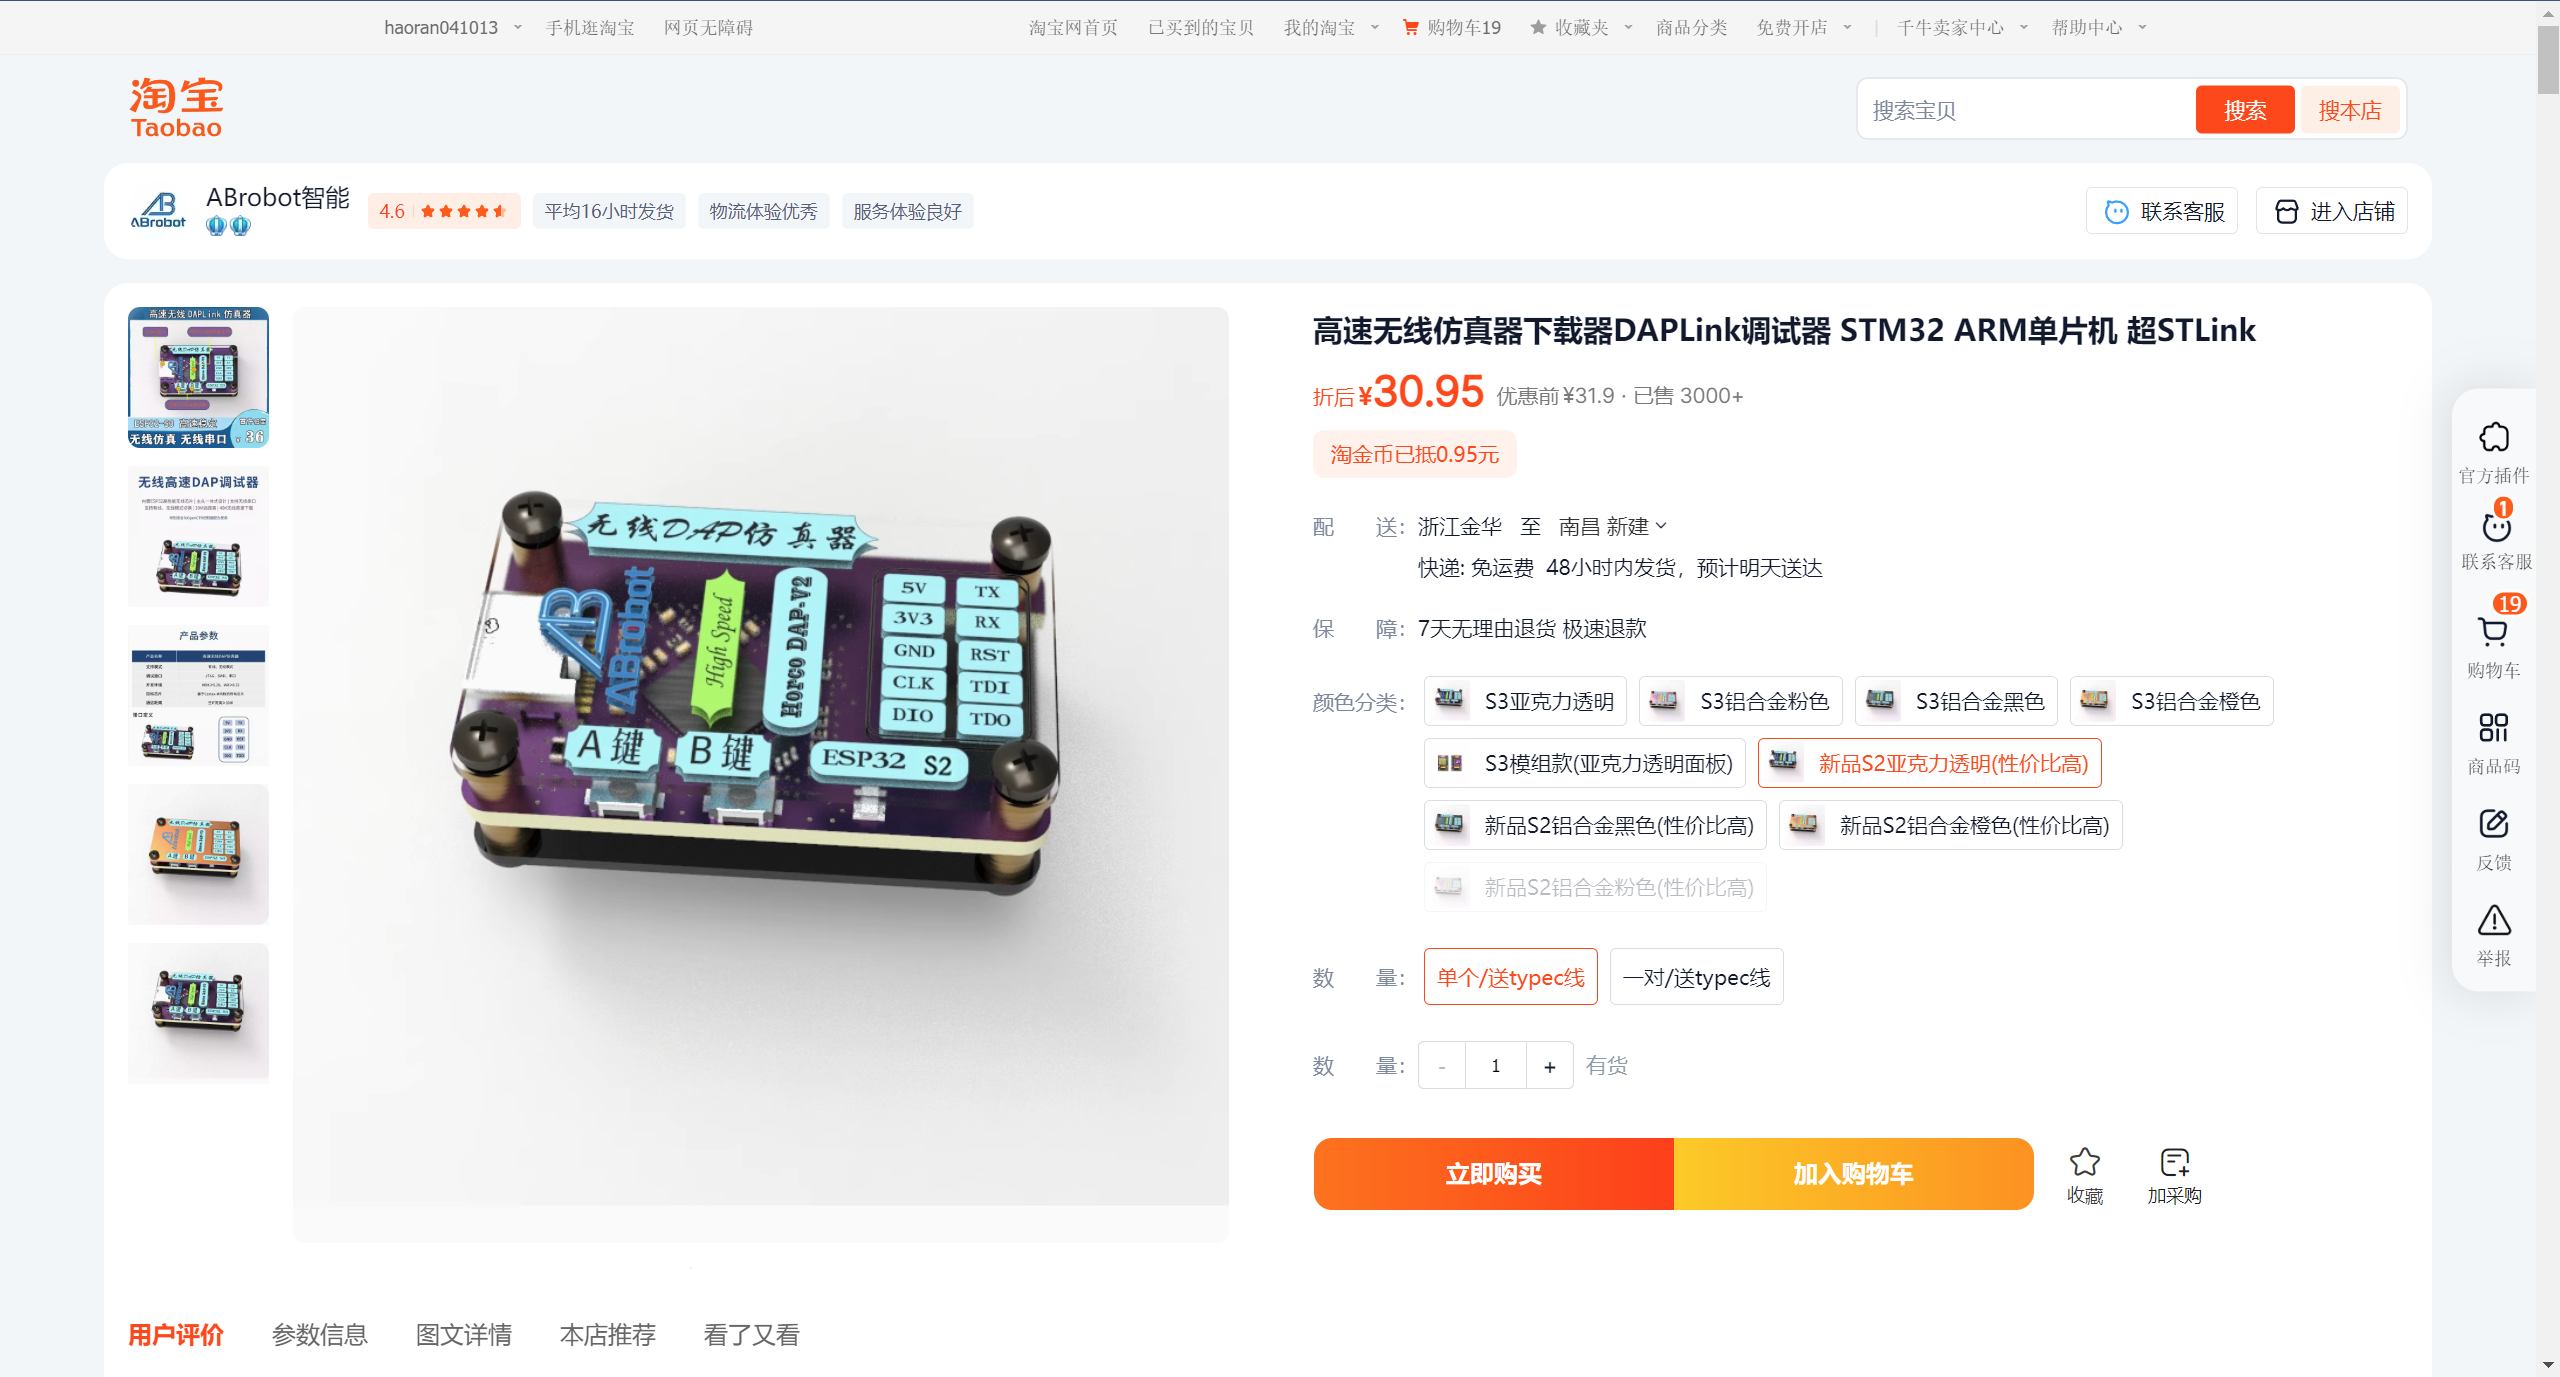 haoran041013 手机逛淘宝 网页无障碍 淘宝网首页 已买到的宝贝 我的淘宝 购物车19 收藏夹 商品分类 免费开店 千牛卖家中心 帮助中心
淘宝
Taobao
搜索宝贝 搜索 搜本店
AB
ABrobot
ABrobot智能
4.6 平均16小时发货 物流体验优秀 服务体验良好
联系客服 进入店铺
高速无线DAPLink仿真器
ESP32-S3 高速稳定
无线仿真 无线串口
36
无线高速DAP调试器
产品参数
无线DAP仿真器
AB
ABrobot
High Speed
Horco DAP-V2
5V TX
3V3 RX
GND RST
CLK TDI
DIO TDO
A键 B键 ESP32 S2
高速无线仿真器下载器DAPLink调试器 STM32 ARM单片机 超STLink
折后¥30.95 优惠前¥31.9 · 已售 3000+
淘金币已抵0.95元
配送: 浙江金华 至 南昌 新建
快递: 免运费 48小时内发货，预计明天送达
保障: 7天无理由退货 极速退款
颜色分类: S3亚克力透明 S3铝合金粉色 S3铝合金黑色 S3铝合金橙色
S3模组款(亚克力透明面板) 新品S2亚克力透明(性价比高)
新品S2铝合金黑色(性价比高) 新品S2铝合金橙色(性价比高)
新品S2铝合金粉色(性价比高)
数量: 单个/送typec线 一对/送typec线
数量: - 1 + 有货
立即购买 加入购物车 收藏 加采购
官方插件
1
联系客服
19
购物车
商品码
反馈
举报
用户评价 参数信息 图文详情 本店推荐 看了又看